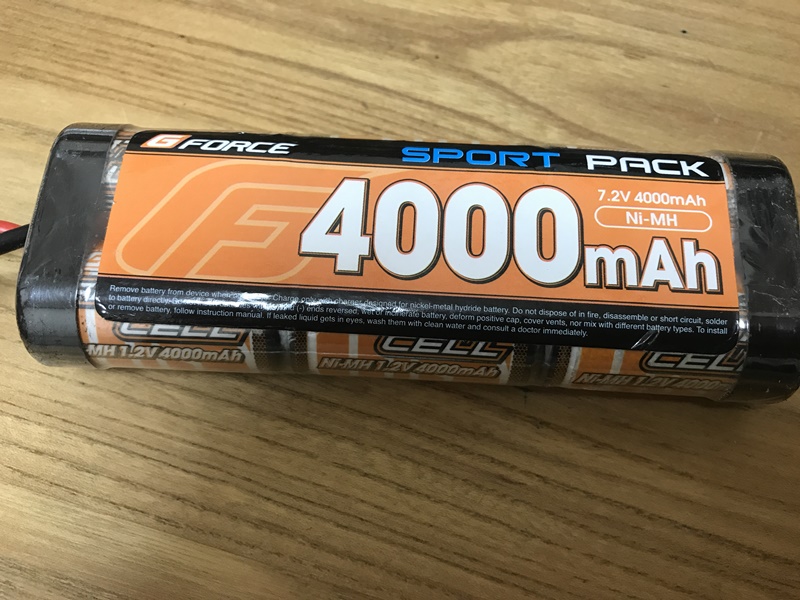 G FORCE
SPORT PACK
7.2V 4000mAh
Ni-MH
4000mAh
Remove battery from device when Charge only with charger designed for nickel-metal hydride battery. Do not dispose of in fire, disassemble or short circuit, solder
to battery directly. (-) ends reversed, wet or incinerate battery, deform positive cap, cover vents, nor mix with different battery types. To install
or remove battery, follow instruction manual. If leaked liquid gets in eyes, wash them with clean water and consult a doctor immediately.
CELL
MH 1.2V 4000mAh
CELL
Ni-MH 1.2V 4000mAh
CELL
Ni-MH 1.2V 4000m